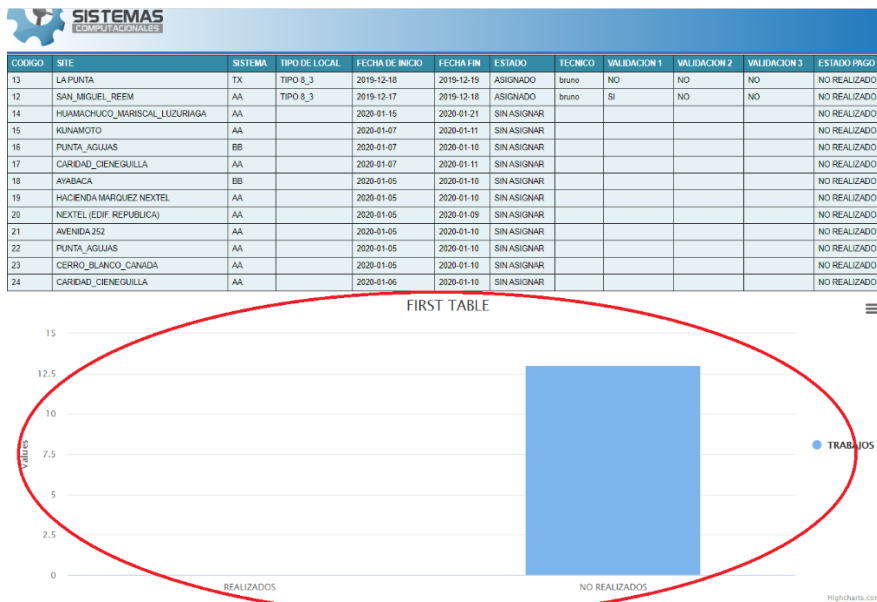 SISTEMAS
COMPUTACIONALES
CODIGO SITE SISTEMA TIPO DE LOCAL FECHA DE INICIO FECHA FIN ESTADO TECNICO VALIDACION 1 VALIDACION 2 VALIDACION 3 ESTADO PAGO
13 LA PUNTA TX TIPO 8_3 2019-12-18 2019-12-19 ASIGNADO bruno NO NO NO NO REALIZADO
12 SAN_MIGUEL_REEM AA TIPO 8_3 2019-12-17 2019-12-18 ASIGNADO bruno SI NO NO NO REALIZADO
14 HUAMACHUCO_MARISCAL_LUZURIAGA AA 2020-01-15 2020-01-21 SIN ASIGNAR NO REALIZADO
15 KUNAMOTO AA 2020-01-07 2020-01-11 SIN ASIGNAR NO REALIZADO
16 PUNTA_AGUJAS BB 2020-01-07 2020-01-10 SIN ASIGNAR NO REALIZADO
17 CARIDAD_CIENEGUILLA AA 2020-01-07 2020-01-11 SIN ASIGNAR NO REALIZADO
18 AYABACA BB 2020-01-05 2020-01-10 SIN ASIGNAR NO REALIZADO
19 HACIENDA MARQUEZ NEXTEL AA 2020-01-05 2020-01-10 SIN ASIGNAR NO REALIZADO
20 NEXTEL (EDIF. REPUBLICA) AA 2020-01-05 2020-01-09 SIN ASIGNAR NO REALIZADO
21 AVENIDA 252 AA 2020-01-05 2020-01-10 SIN ASIGNAR NO REALIZADO
22 PUNTA_AGUJAS AA 2020-01-05 2020-01-10 SIN ASIGNAR NO REALIZADO
23 CERRO_BLANCO_CANADA AA 2020-01-05 2020-01-10 SIN ASIGNAR NO REALIZADO
24 CARIDAD_CIENEGUILLA AA 2020-01-06 2020-01-10 SIN ASIGNAR NO REALIZADO
FIRST TABLE
15
12.5
10
7.5
5
2.5
0
Values
TRABAJOS
REALIZADOS NO REALIZADOS
Highcharts.com